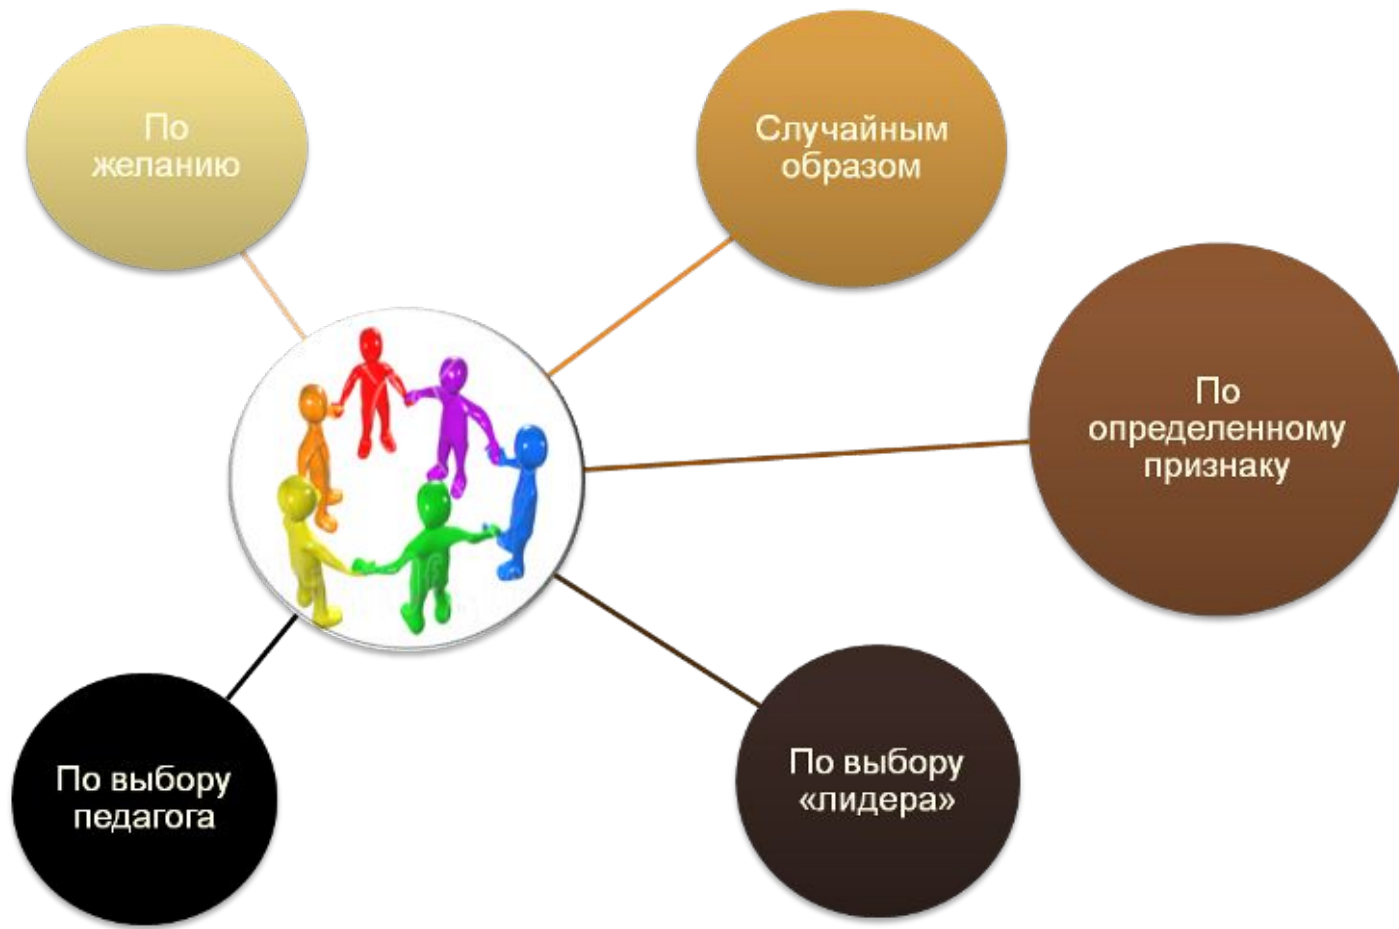 По
желанию
Случайным
образом
По
определенному
признаку
По выбору
«лидера»
По выбору
педагога